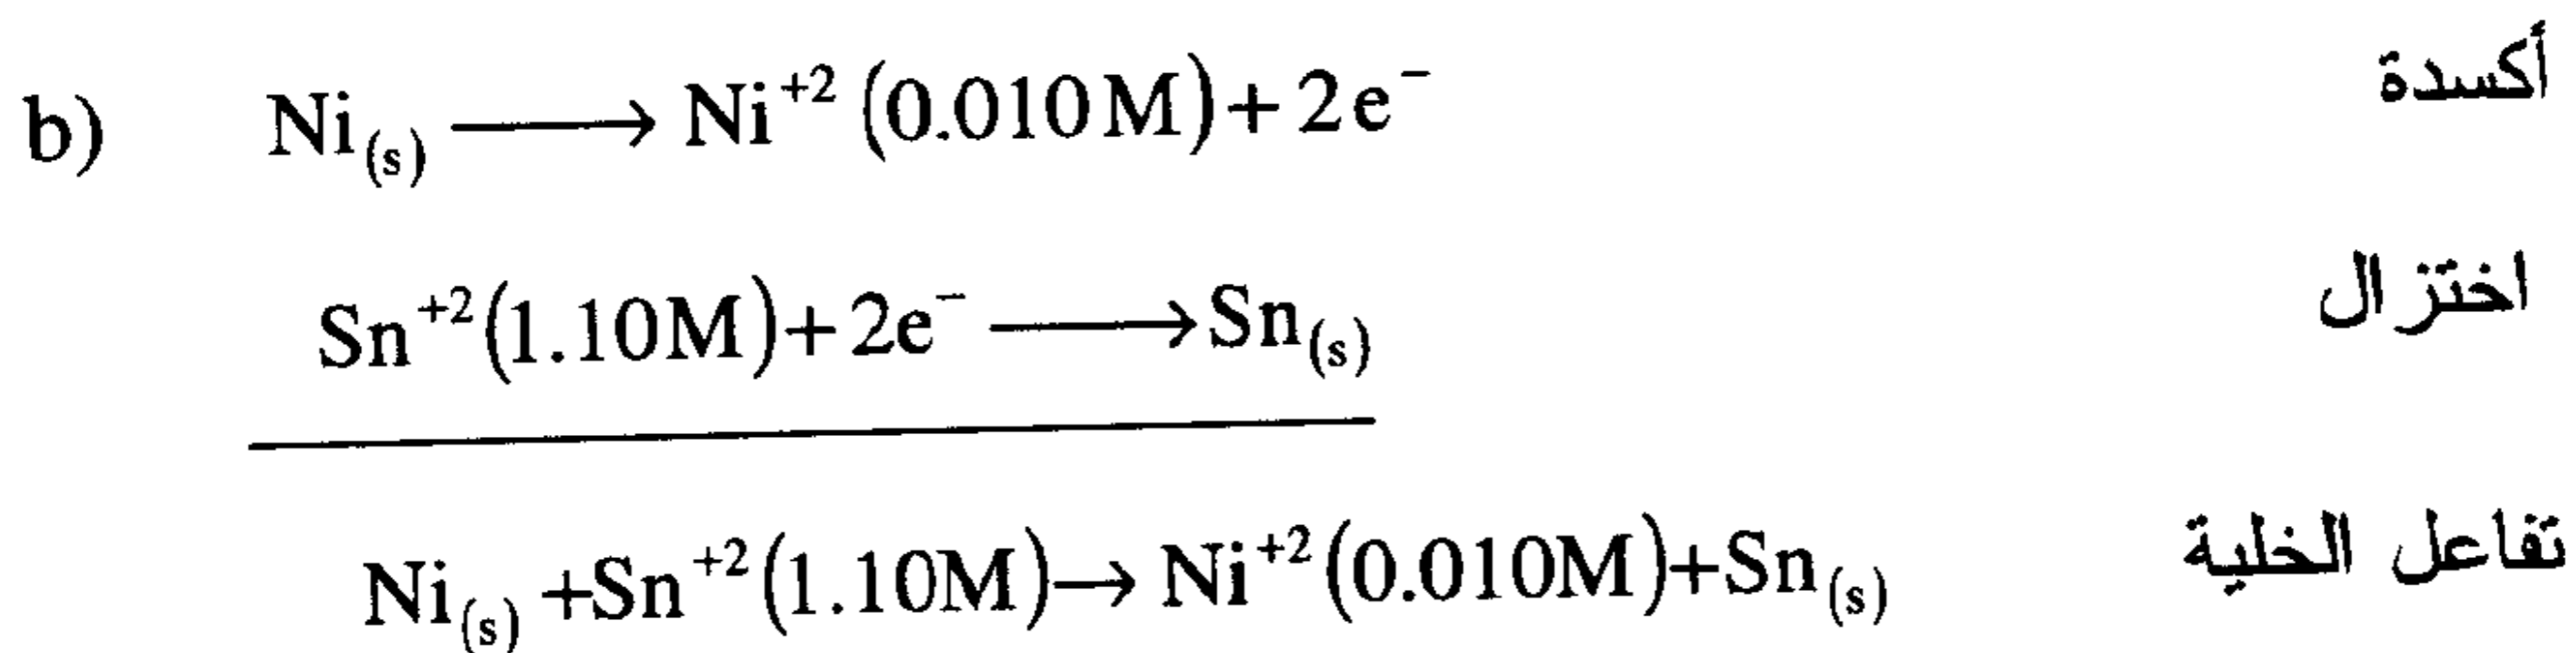 b) Ni(s) ⟶ Ni⁺² (0.010 M) + 2e⁻ أكسدة
Sn⁺² (1.10M) + 2e⁻ ⟶ Sn(s) اختزال
Ni(s) + Sn⁺² (1.10M) → Ni⁺² (0.010M) + Sn(s) تفاعل الخلية